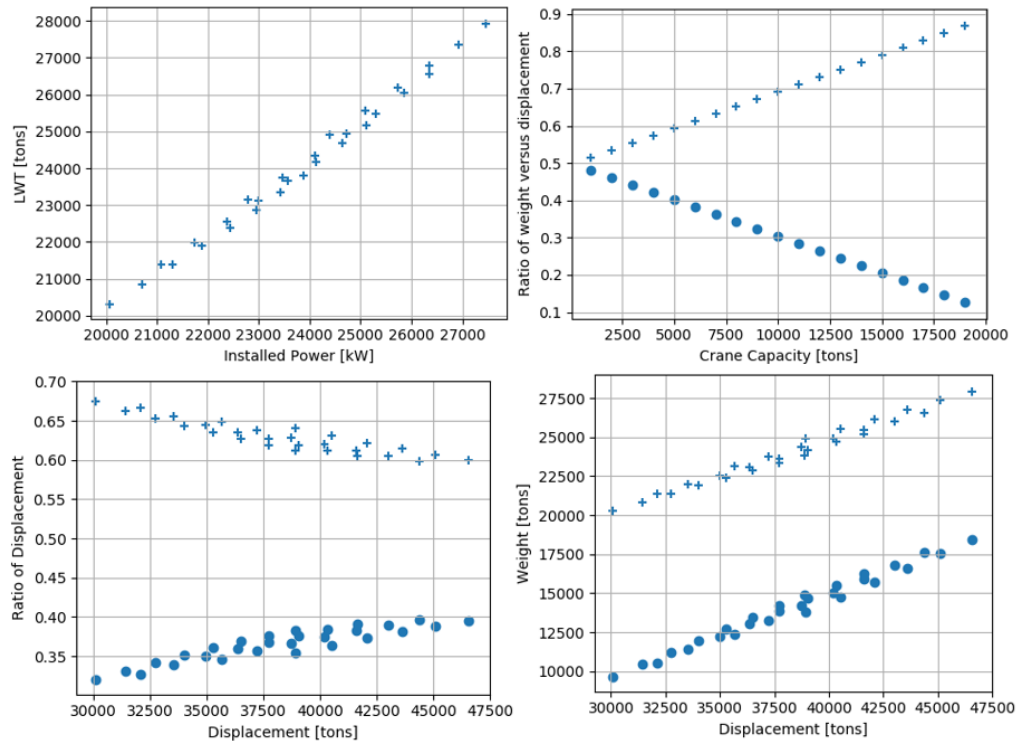 28000
27000
26000
25000
24000
23000
22000
21000
20000
LWT [tons]
20000 21000 22000 23000 24000 25000 26000 27000
Installed Power [kW]
0.9
0.8
0.7
0.6
0.5
0.4
0.3
0.2
0.1
Ratio of weight versus displacement
2500 5000 7500 10000 12500 15000 17500 20000
Crane Capacity [tons]
0.70
0.65
0.60
0.55
0.50
0.45
0.40
0.35
Ratio of Displacement
30000 32500 35000 37500 40000 42500 45000 47500
Displacement [tons]
27500
25000
22500
20000
17500
15000
12500
10000
Weight [tons]
30000 32500 35000 37500 40000 42500 45000 47500
Displacement [tons]